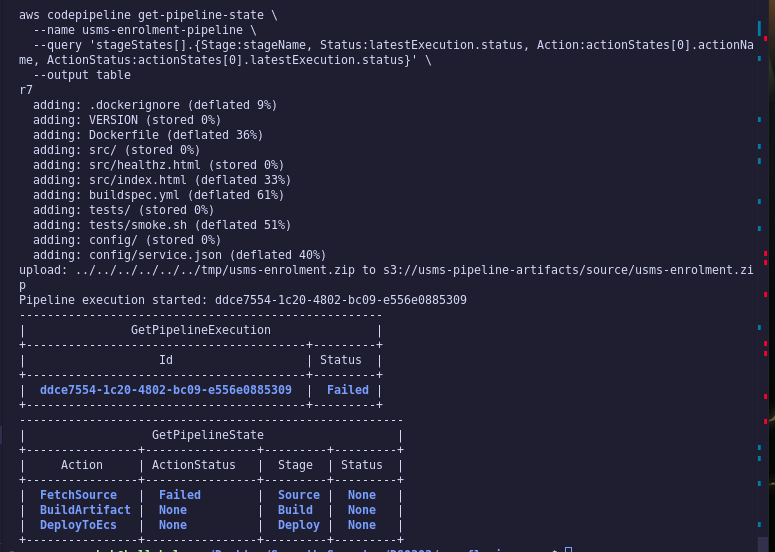 aws codepipeline get-pipeline-state \
  --name usms-enrolment-pipeline \
  --query 'stageStates[].{Stage:stageName, Status:latestExecution.status, Action:actionStates[0].actionNa
me, ActionStatus:actionStates[0].latestExecution.status}' \
  --output table
r7
  adding: .dockerignore (deflated 9%)
  adding: VERSION (stored 0%)
  adding: Dockerfile (deflated 36%)
  adding: src/ (stored 0%)
  adding: src/healthz.html (stored 0%)
  adding: src/index.html (deflated 33%)
  adding: buildspec.yml (deflated 61%)
  adding: tests/ (stored 0%)
  adding: tests/smoke.sh (deflated 51%)
  adding: config/ (stored 0%)
  adding: config/service.json (deflated 40%)
upload: ../../../../../../tmp/usms-enrolment.zip to s3://usms-pipeline-artifacts/source/usms-enrolment.zi
p
Pipeline execution started: ddce7554-1c20-4802-bc09-e556e0885309
----------------------------------------------------
|               GetPipelineExecution               |
+----------------------------------------+---------+
|                   Id                   | Status  |
+----------------------------------------+---------+
|  ddce7554-1c20-4802-bc09-e556e0885309  |  Failed |
+----------------------------------------+---------+
-------------------------------------------------------
|                  GetPipelineState                   |
+----------------+----------------+---------+---------+
|     Action     | ActionStatus   |  Stage  | Status  |
+----------------+----------------+---------+---------+
|  FetchSource   |  Failed        |  Source |  None   |
|  BuildArtifact |  None          |  Build  |  None   |
|  DeployToEcs   |  None          |  Deploy |  None   |
+----------------+----------------+---------+---------+